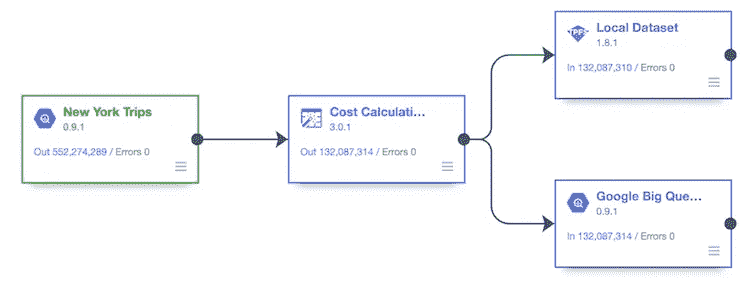 New York Trips
0.9.1
Out 552,274,289 / Errors 0
Cost Calculati...
3.0.1
Out 132,087,314 / Errors 0
Local Dataset
1.8.1
In 132,087,310 / Errors 0
Google Big Que...
0.9.1
In 132,087,314 / Errors 0